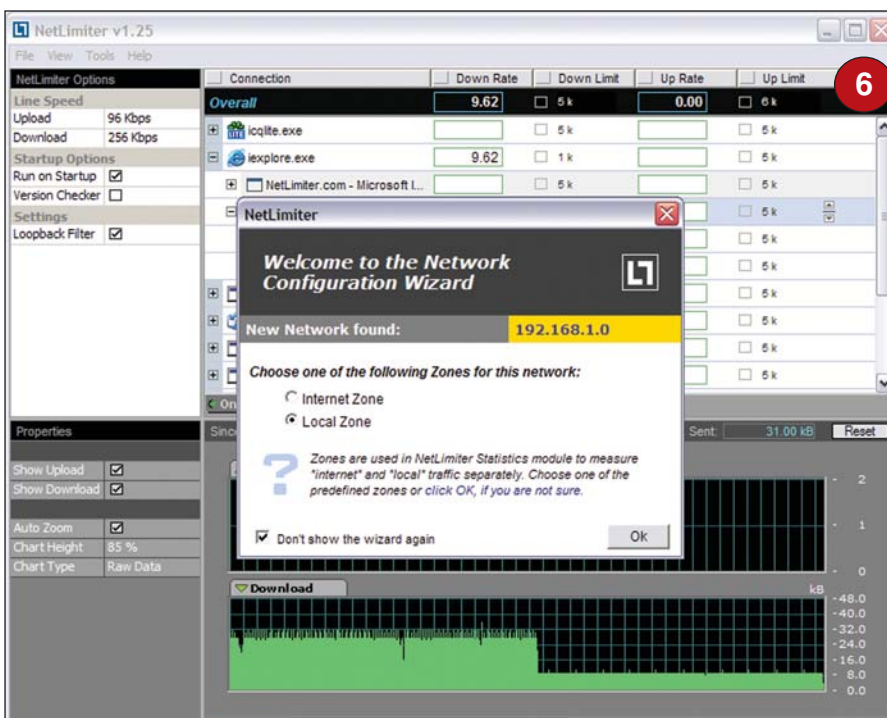 NetLimiter v1.25
File View Tools Help
6
NetLimiter Options
Line Speed
Upload 96 Kbps
Download 256 Kbps
Startup Options
Run on Startup
Version Checker
Settings
Loopback Filter
Connection Down Rate Down Limit Up Rate Up Limit
Overall 9.62 5 k 0.00 6 k
icqlite.exe 5 k 5 k
iexplore.exe 9.62 1 k 5 k
NetLimiter.com - Microsoft I... 5 k 5 k
5 k
5 k
5 k
5 k
5 k
5 k
5 k
NetLimiter
Welcome to the Network
Configuration Wizard
New Network found: 192.168.1.0
Choose one of the following Zones for this network:
Internet Zone
Local Zone
?
Zones are used in NetLimiter Statistics module to measure
"internet" and "local" traffic separately. Choose one of the
predefined zones or click OK, if you are not sure.
Don't show the wizard again
Ok
On
Properties
Sent: 31.00 kB Reset
Show Upload
Show Download
Auto Zoom
Chart Height 85 %
Chart Type Raw Data
2
1
0
Download kB
48.0
40.0
32.0
24.0
16.0
8.0
0.0